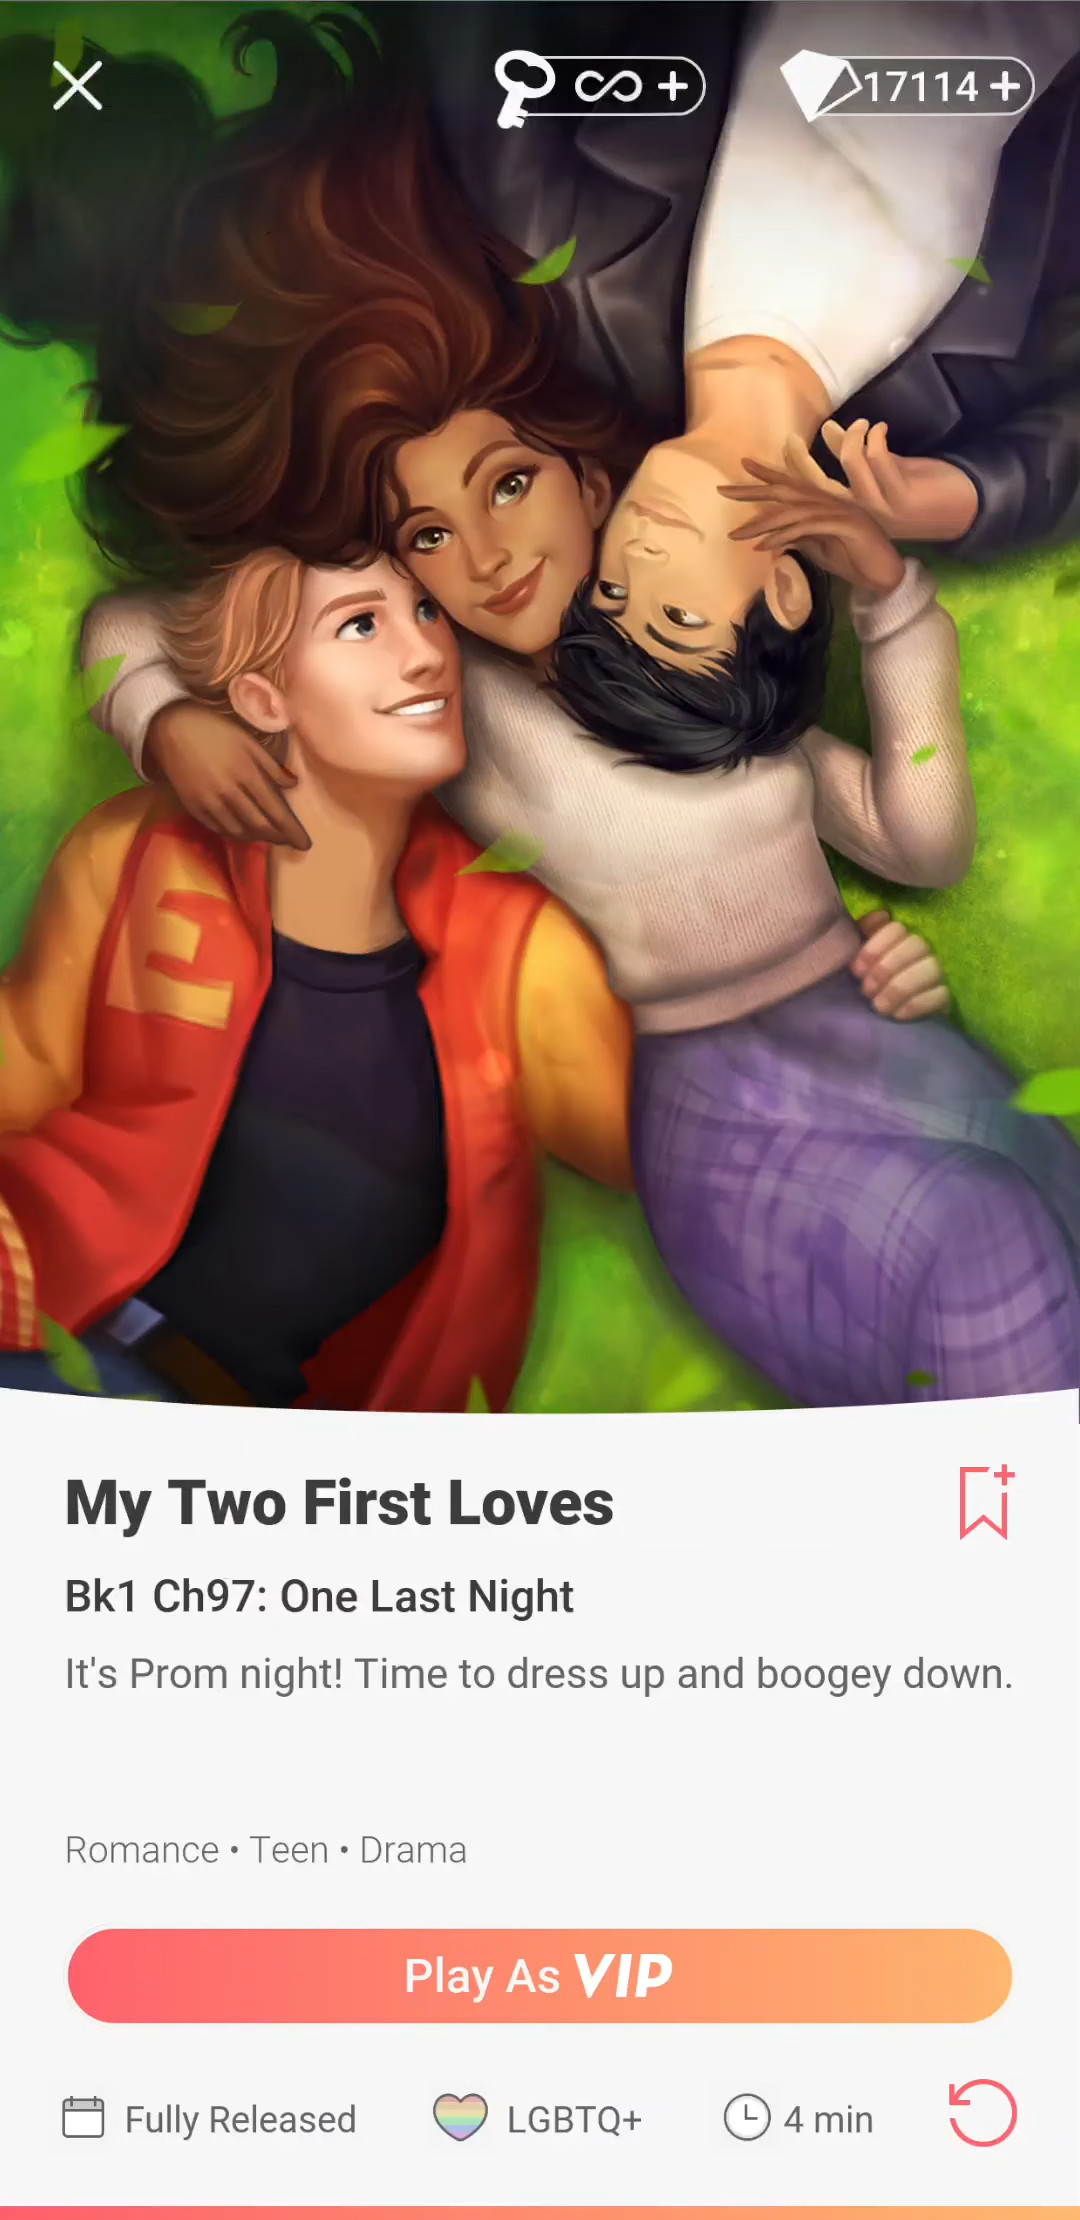 ∞ +
17114 +
E
My Two First Loves
Bk1 Ch97: One Last Night
It's Prom night! Time to dress up and boogey down.
Romance • Teen • Drama
Play As VIP
Fully Released
LGBTQ+
4 min